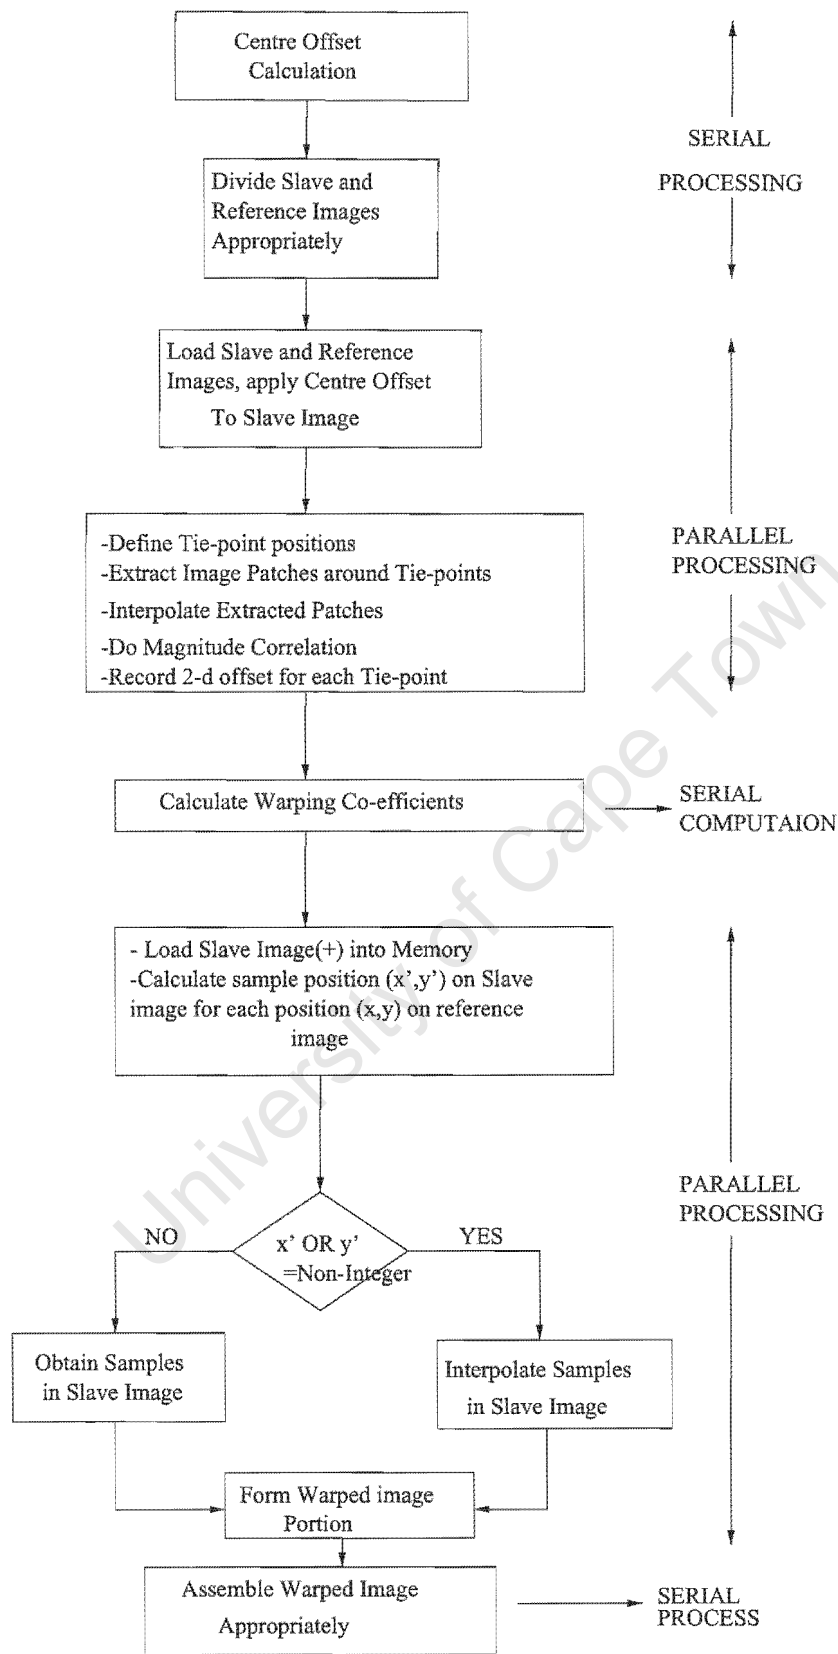 Centre Offset
Calculation
SERIAL
PROCESSING
Divide Slave and
Reference Images
Appropriately
Load Slave and Reference
Images, apply Centre Offset
To Slave Image
-Define Tie-point positions
-Extract Image Patches around Tie-points
-Interpolate Extracted Patches
-Do Magnitude Correlation
-Record 2-d offset for each Tie-point
PARALLEL
PROCESSING
Calculate Warping Co-efficients
SERIAL
COMPUTAION
- Load Slave Image(+) into Memory
-Calculate sample position (x',y') on Slave
image for each position (x,y) on reference
image
PARALLEL
PROCESSING
x' OR y'
=Non-Integer
NO
YES
Obtain Samples
in Slave Image
Interpolate Samples
in Slave Image
Form Warped image
Portion
Assemble Warped Image
Appropriately
SERIAL
PROCESS
University of Cape Town